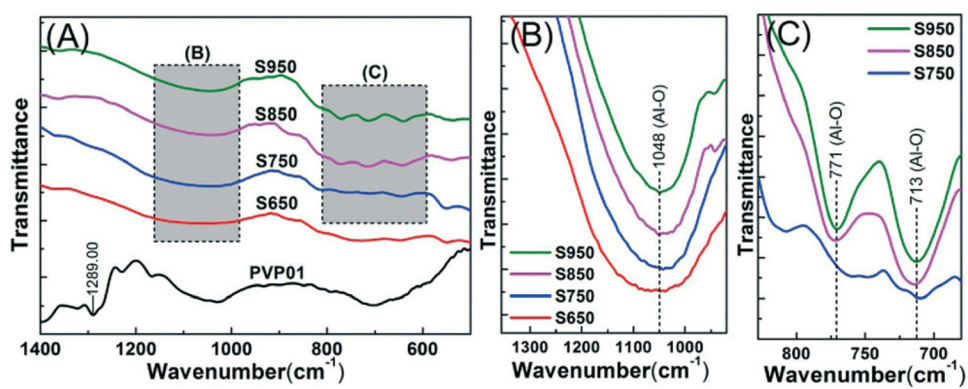 (A)
(B)
(C)
S950
S850
S750
S650
PVP01
1289.00
Transmittance
1400 1200 1000 800 600
Wavenumber(cm-1)
(B)
1048 (Al-O)
S950
S850
S750
S650
Transmittance
1300 1200 1100 1000
Wavenumber(cm-1)
(C)
S950
S850
S750
771 (Al-O)
713 (Al-O)
Transmittance
800 750 700
Wavenumber(cm-1)